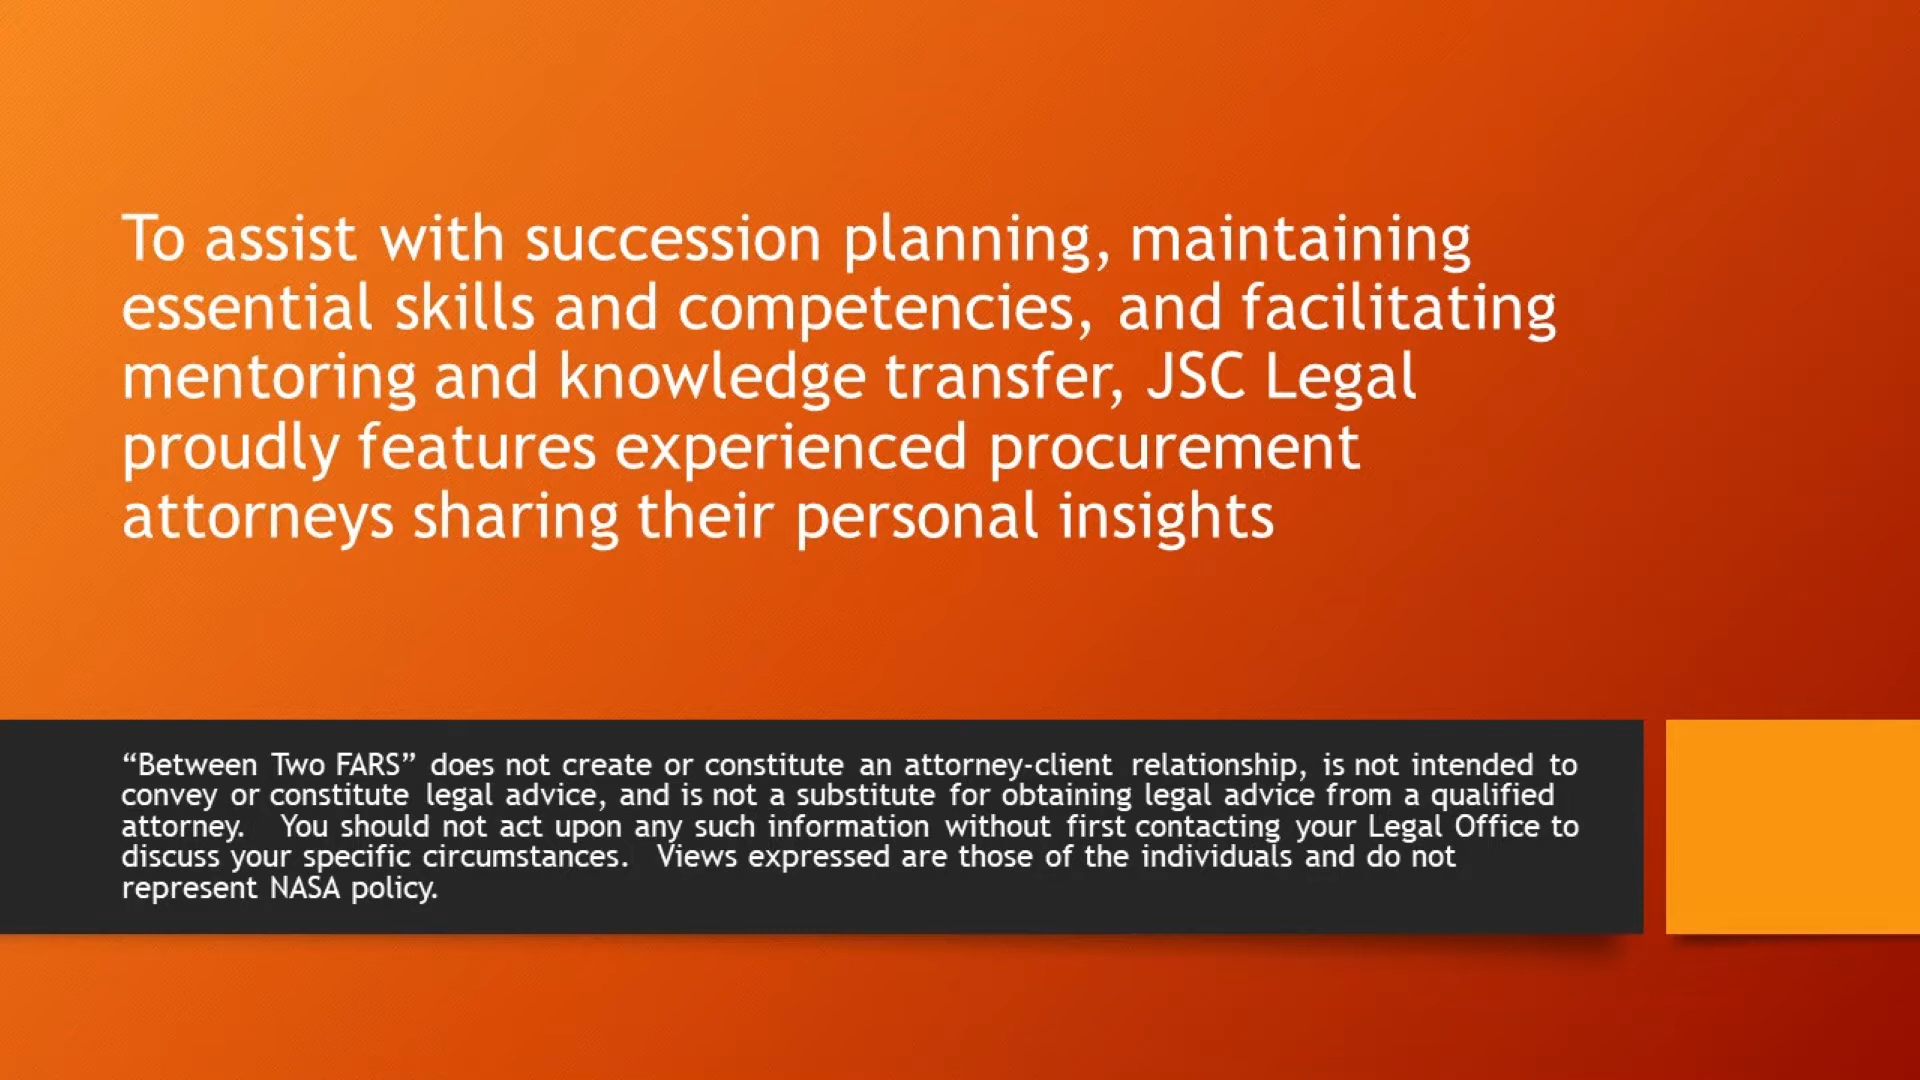 To assist with succession planning, maintaining
essential skills and competencies, and facilitating
mentoring and knowledge transfer, JSC Legal
proudly features experienced procurement
attorneys sharing their personal insights
“Between Two FARS” does not create or constitute an attorney-client relationship, is not intended to
convey or constitute legal advice, and is not a substitute for obtaining legal advice from a qualified
attorney. You should not act upon any such information without first contacting your Legal Office to
discuss your specific circumstances. Views expressed are those of the individuals and do not
represent NASA policy.